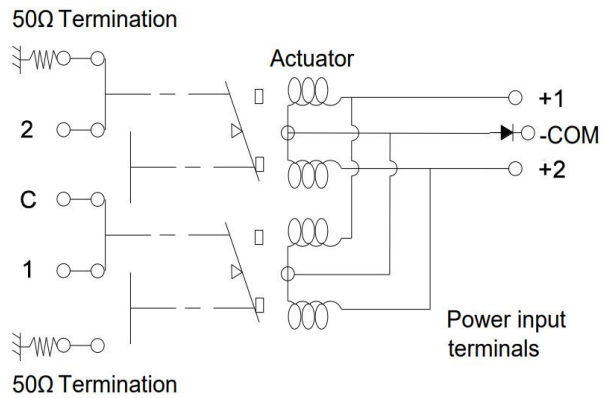 50Ω Termination
Actuator
+1
2
-COM
+2
C
1
Power input
terminals
50Ω Termination